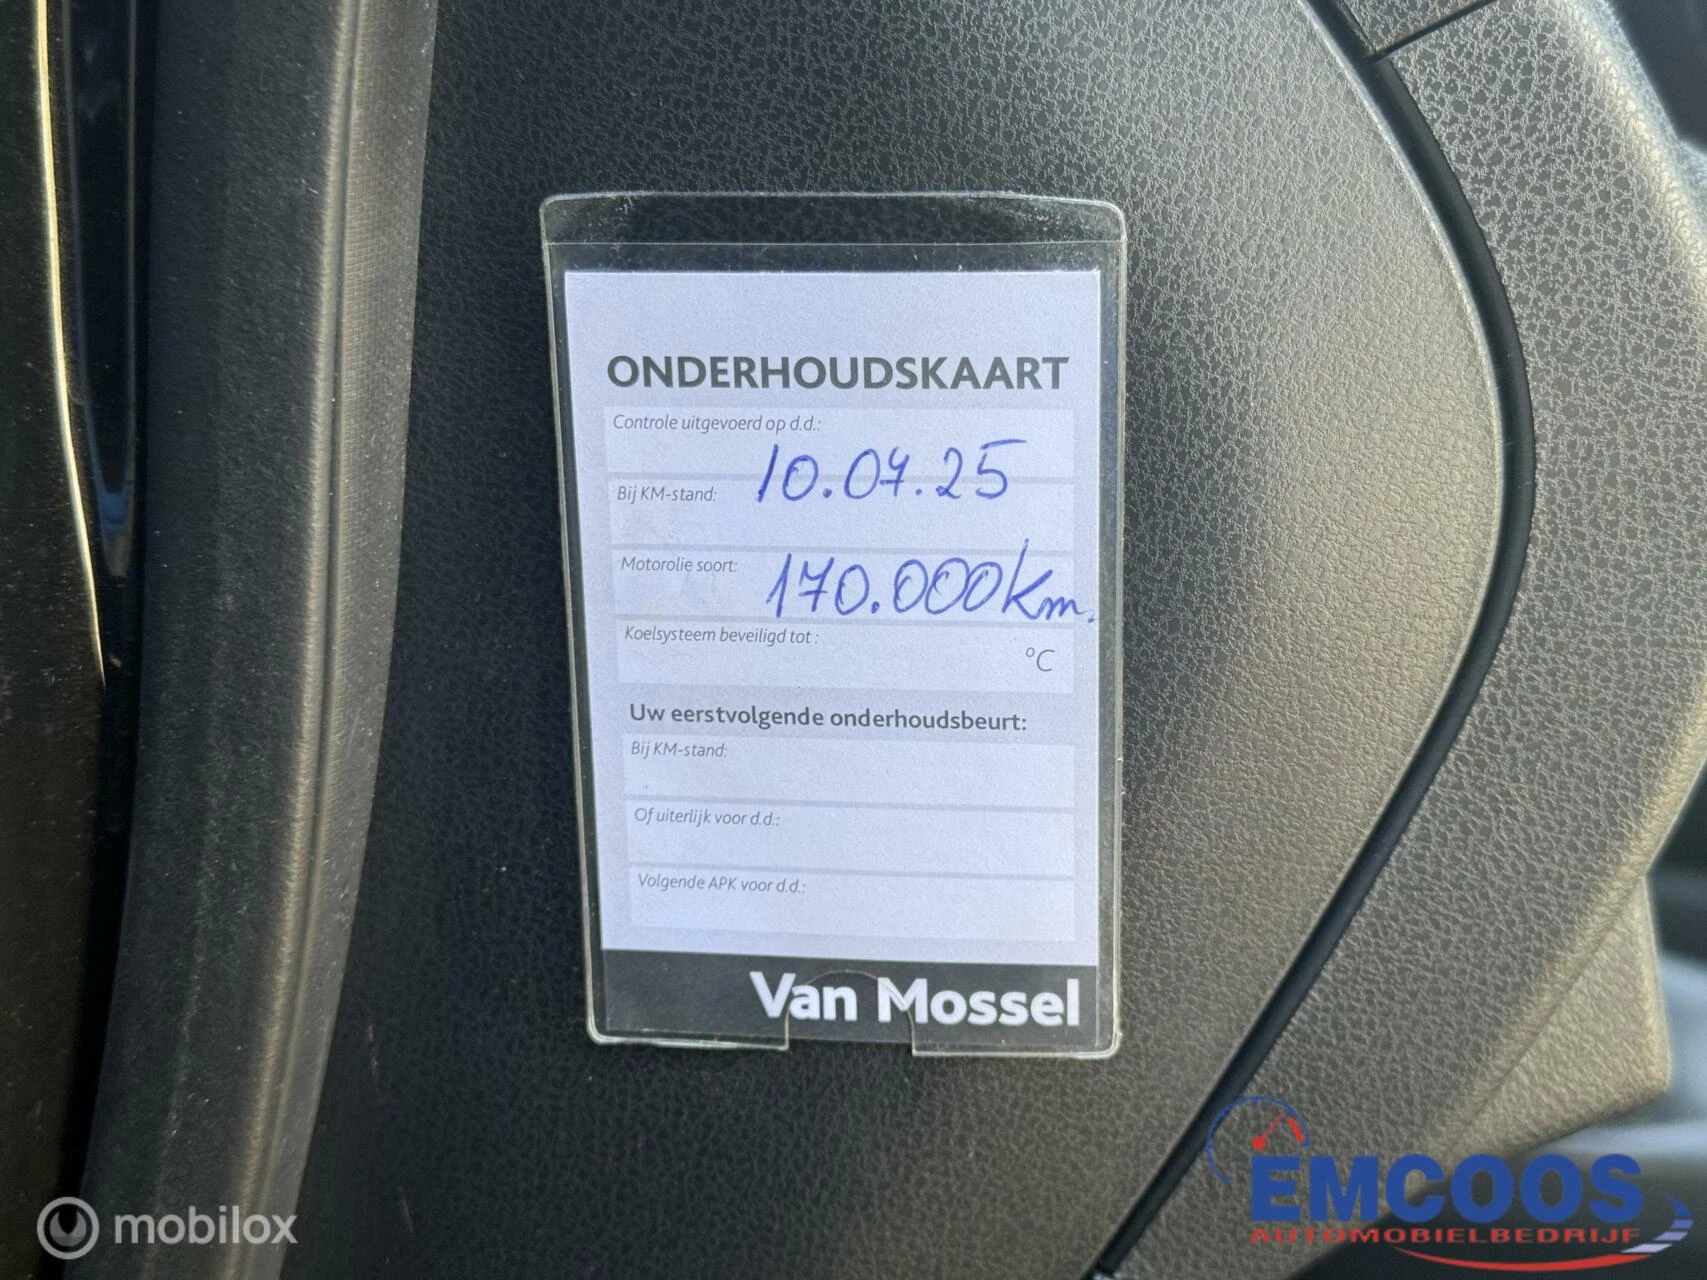 ONDERHOUDSKAART
Controle uitgevoerd op d.d.:
10.04.25
Bij KM-stand:
Motorolie soort:
170.000km.
Koelsysteem beveiligd tot :
°C
Uw eerstvolgende onderhoudsbeurt:
Bij KM-stand:
Of uiterlijk voor d.d.:
Volgende APK voor d.d.:
Van Mossel
EMCOOS
AUTOMOBIELBEDRIJF
mobilox